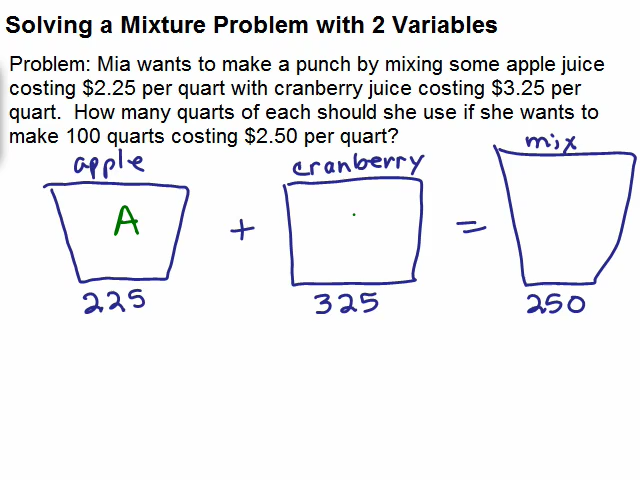 Solving a Mixture Problem with 2 Variables
Problem: Mia wants to make a punch by mixing some apple juice
costing $2.25 per quart with cranberry juice costing $3.25 per
quart.  How many quarts of each should she use if she wants to
make 100 quarts costing $2.50 per quart?
apple cranberry mix
A + =
225 325 250